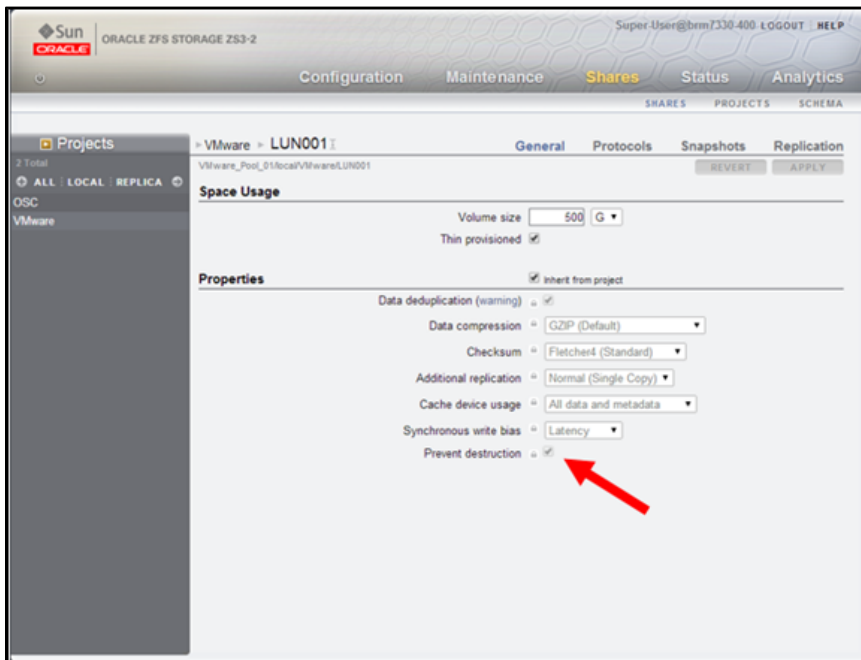 Sun
ORACLE
ORACLE ZFS STORAGE ZS3-2
Super-User@brm7330-400 LOGOUT HELP
Configuration Maintenance Shares Status Analytics
SHARES PROJECTS SCHEMA
Projects
2 Total
ALL LOCAL REPLICA
OSC
VMware
VMware LUN001
General Protocols Snapshots Replication
VMware_Pool_01/local/VMware/LUN001
REVERT APPLY
Space Usage
Volume size 500 G
Thin provisioned
Properties
Inherit from project
Data deduplication (warning)
Data compression GZIP (Default)
Checksum Fletcher4 (Standard)
Additional replication Normal (Single Copy)
Cache device usage All data and metadata
Synchronous write bias Latency
Prevent destruction